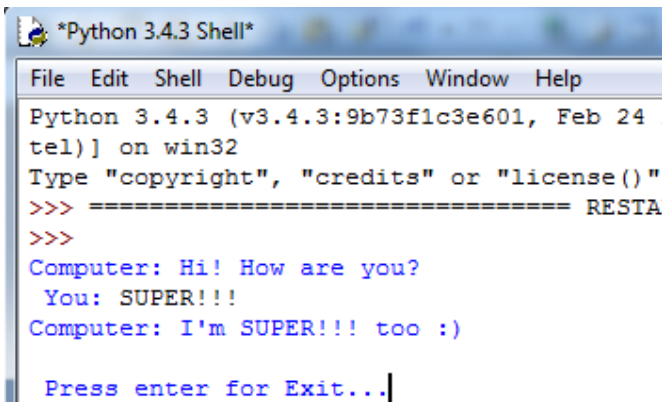 *Python 3.4.3 Shell*
File Edit Shell Debug Options Window Help
Python 3.4.3 (v3.4.3:9b73f1c3e601, Feb 24
tel)] on win32
Type "copyright", "credits" or "license()"
>>> ================================ RESTA
>>>
Computer: Hi! How are you?
 You: SUPER!!!
Computer: I'm SUPER!!! too :)
 Press enter for Exit...